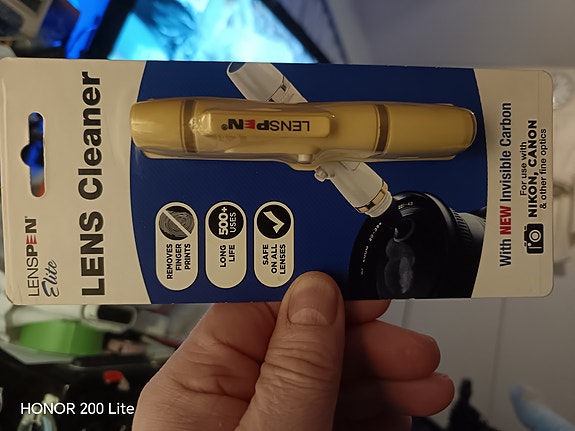 LENSPEN®
Elite
LENS Cleaner
LENSPEN®
REMOVES
FINGER
PRINTS
LONG
LIFE
500+
USES
SAFE
ON ALL
LENSES
With NEW Invisible Carbon
For use with
NIKON, CANON
& other fine optics
HONOR 200 Lite